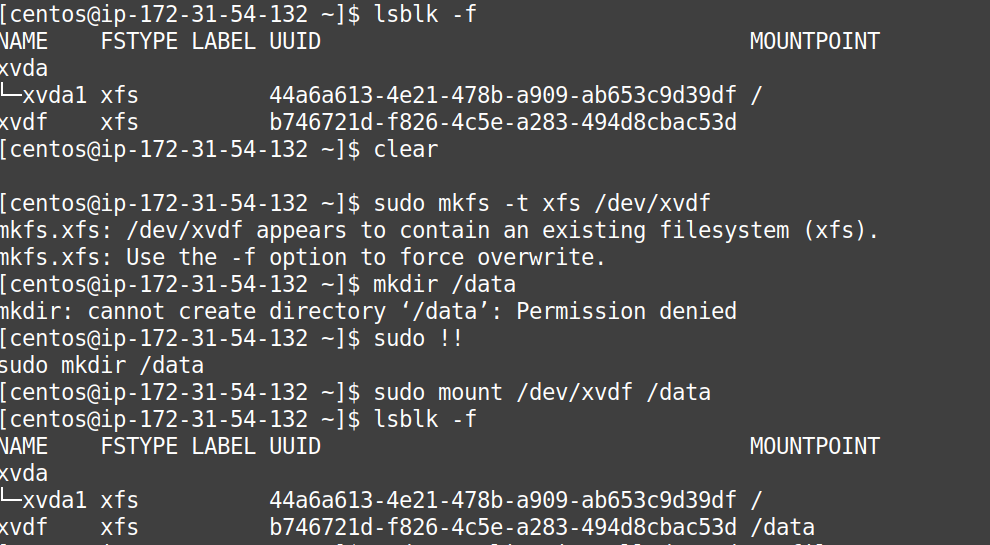 [centos@ip-172-31-54-132 ~]$ lsblk -f
NAME    FSTYPE LABEL UUID                                 MOUNTPOINT
xvda
└─xvda1 xfs          44a6a613-4e21-478b-a909-ab653c9d39df /
xvdf    xfs          b746721d-f826-4c5e-a283-494d8cbac53d
[centos@ip-172-31-54-132 ~]$ clear
[centos@ip-172-31-54-132 ~]$ sudo mkfs -t xfs /dev/xvdf
mkfs.xfs: /dev/xvdf appears to contain an existing filesystem (xfs).
mkfs.xfs: Use the -f option to force overwrite.
[centos@ip-172-31-54-132 ~]$ mkdir /data
mkdir: cannot create directory ‘/data’: Permission denied
[centos@ip-172-31-54-132 ~]$ sudo !!
sudo mkdir /data
[centos@ip-172-31-54-132 ~]$ sudo mount /dev/xvdf /data
[centos@ip-172-31-54-132 ~]$ lsblk -f
NAME    FSTYPE LABEL UUID                                 MOUNTPOINT
xvda
└─xvda1 xfs          44a6a613-4e21-478b-a909-ab653c9d39df /
xvdf    xfs          b746721d-f826-4c5e-a283-494d8cbac53d /data